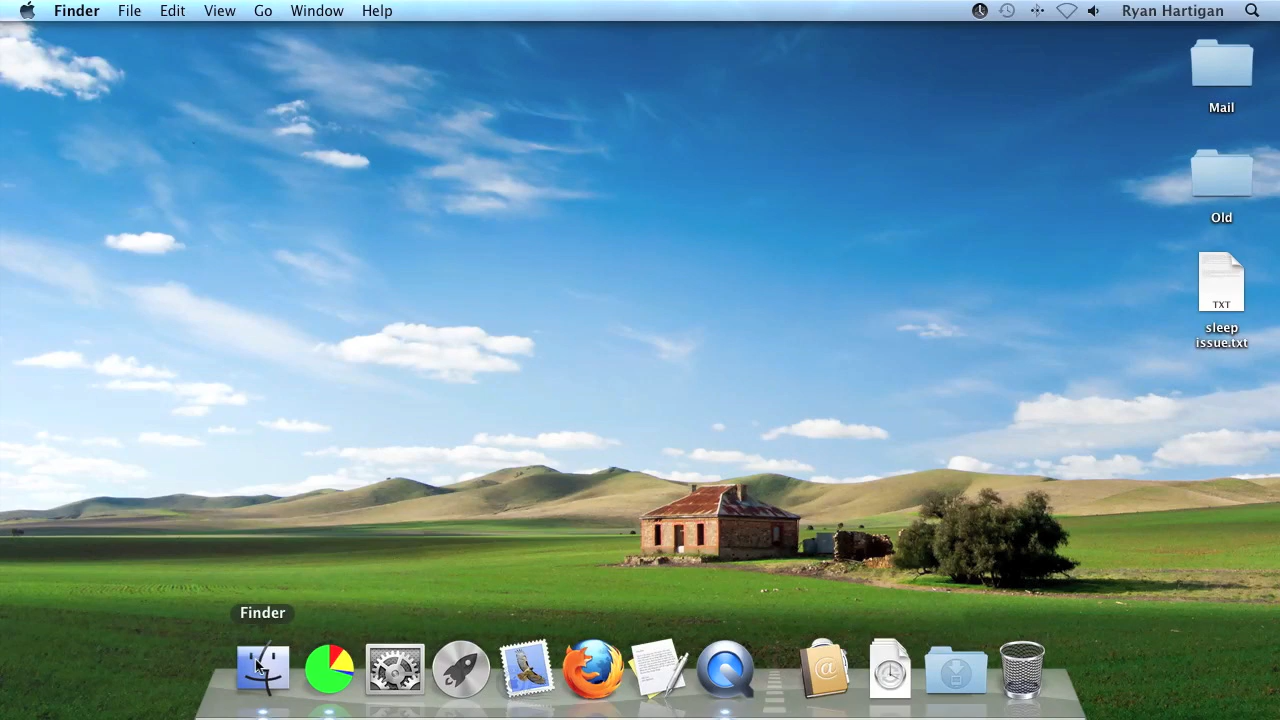 Finder File Edit View Go Window Help Ryan Hartigan
Mail
Old
TXT
sleep
issue.txt
Finder
@